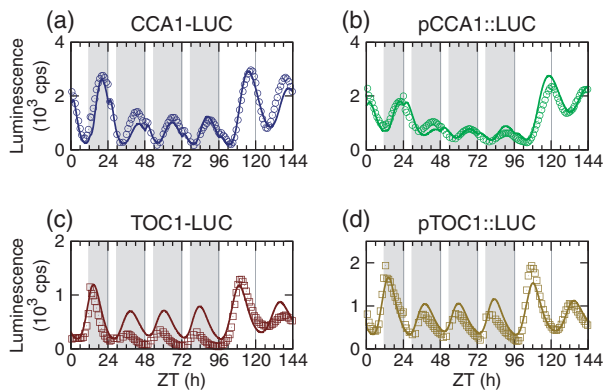 (a) CCA1-LUC
(b) pCCA1::LUC
Luminescence
(10³ cps)
4
2
0
0 24 48 72 96 120 144
4
2
0
0 24 48 72 96 120 144
(c) TOC1-LUC
(d) pTOC1::LUC
Luminescence
(10³ cps)
2
1
0
0 24 48 72 96 120 144
ZT (h)
2
1
0
0 24 48 72 96 120 144
ZT (h)